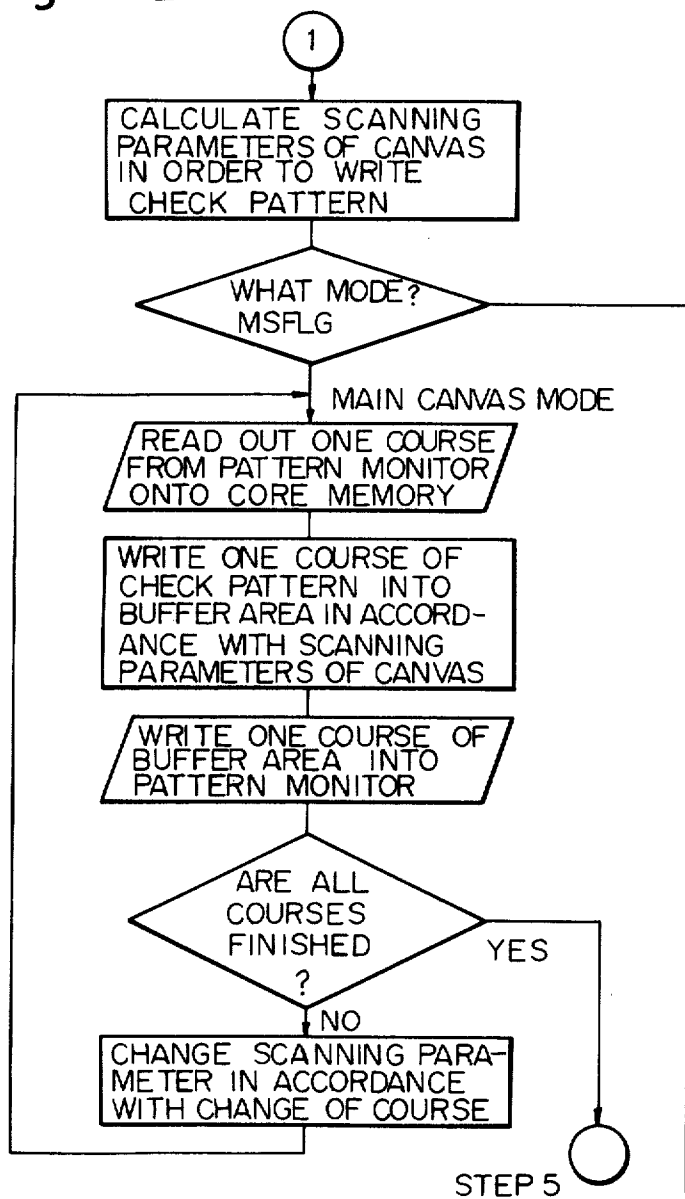 1
CALCULATE SCANNING
PARAMETERS OF CANVAS
IN ORDER TO WRITE
CHECK PATTERN
WHAT MODE?
MSFLG
MAIN CANVAS MODE
READ OUT ONE COURSE
FROM PATTERN MONITOR
ONTO CORE MEMORY
WRITE ONE COURSE OF
CHECK PATTERN INTO
BUFFER AREA IN ACCORD-
ANCE WITH SCANNING
PARAMETERS OF CANVAS
WRITE ONE COURSE OF
BUFFER AREA INTO
PATTERN MONITOR
ARE ALL
COURSES
FINISHED
?
YES
NO
CHANGE SCANNING PARA-
METER IN ACCORDANCE
WITH CHANGE OF COURSE
STEP 5